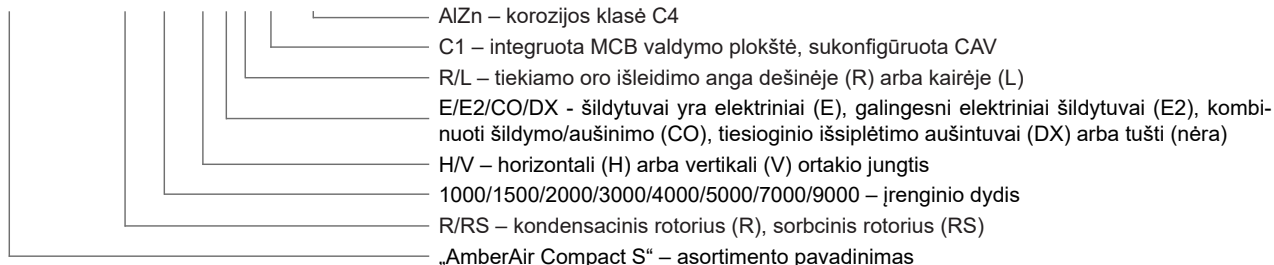 AlZn – korozijos klasė C4
C1 – integruota MCB valdymo plokštė, sukonfigūruota CAV
R/L – tiekiamo oro išleidimo anga dešinėje (R) arba kairėje (L)
E/E2/CO/DX - šildytuvai yra elektriniai (E), galingesni elektriniai šildytuvai (E2), kombi-
nuoti šildymo/aušinimo (CO), tiesioginio išsiplėtimo aušintuvai (DX) arba tušti (nėra)
H/V – horizontali (H) arba vertikali (V) ortakio jungtis
1000/1500/2000/3000/4000/5000/7000/9000 – įrenginio dydis
R/RS – kondensacinis rotorius (R), sorbcinis rotorius (RS)
„AmberAir Compact S“ – asortimento pavadinimas